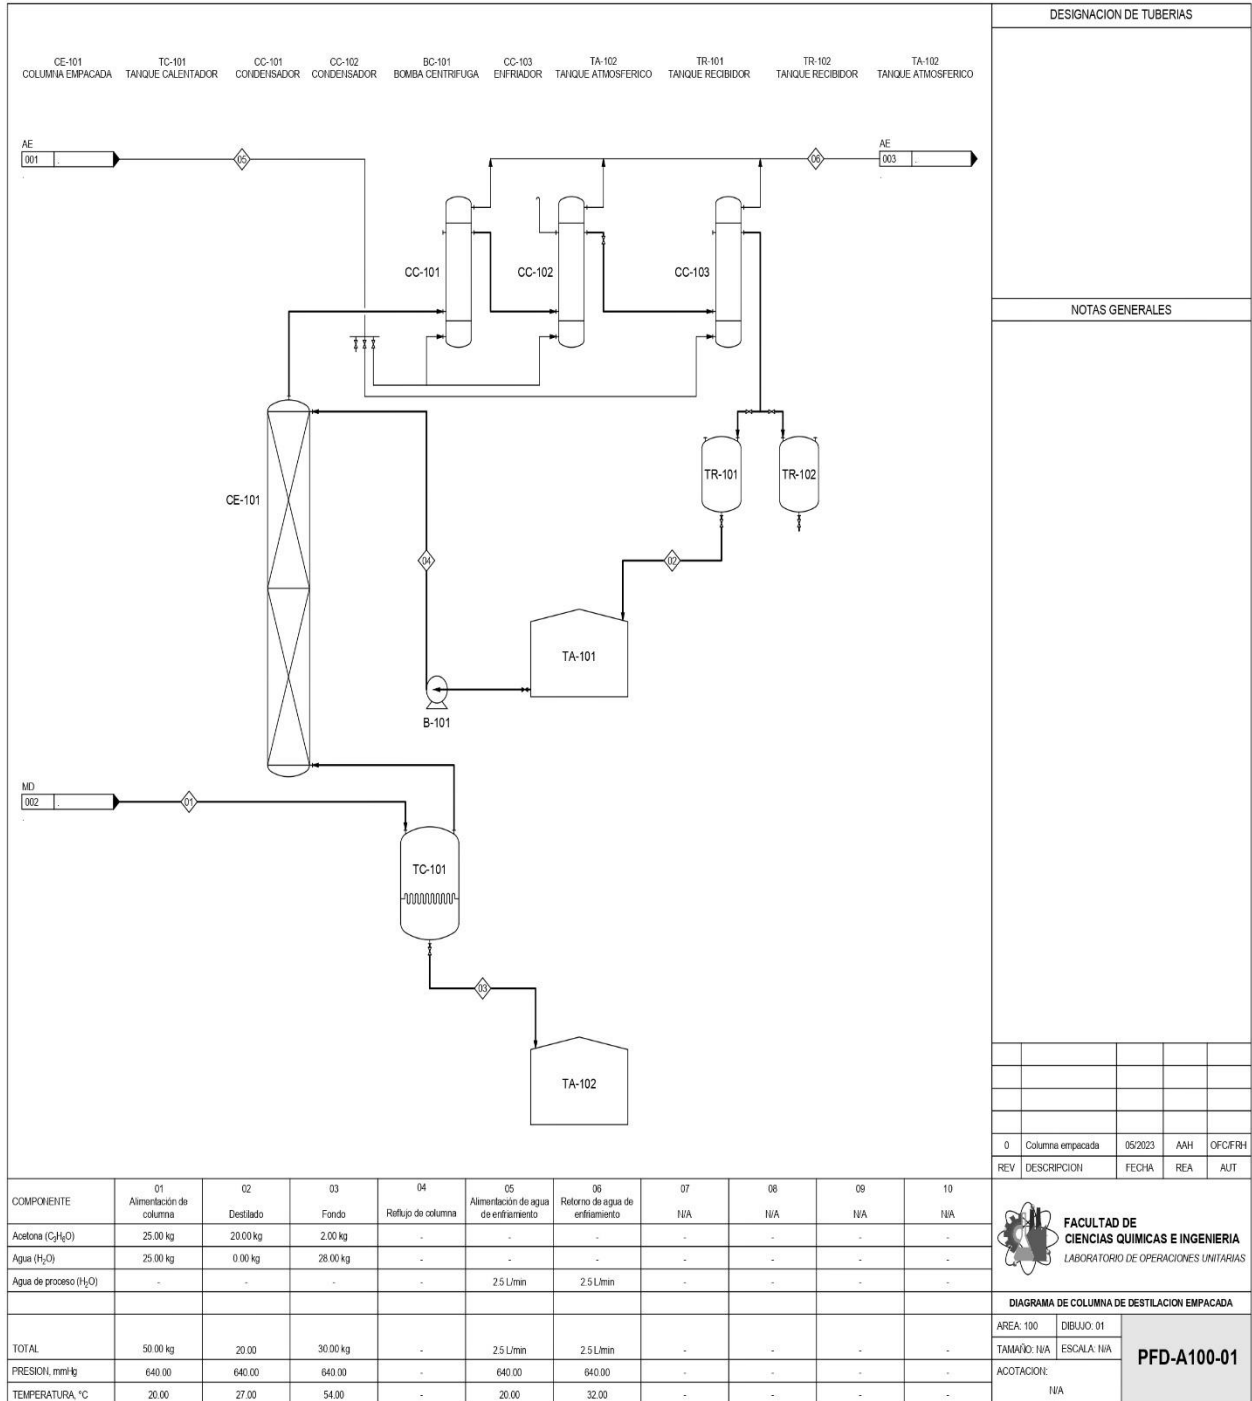 DESIGNACION DE TUBERIAS
CE-101 TC-101 CC-101 CC-102 BC-101 CC-103 TA-102 TR-101 TR-102 TA-102
COLUMNA EMPACADA TANQUE CALENTADOR CONDENSADOR CONDENSADOR BOMBA CENTRIFUGA ENFRIADOR TANQUE ATMOSFERICO TANQUE RECIBIDOR TANQUE RECIBIDOR TANQUE ATMOSFERICO
AE
001 .
05
06
AE
003 .
CC-101
CC-102
CC-103
NOTAS GENERALES
CE-101
TR-101
TR-102
04
02
TA-101
B-101
MD
002 .
01
TC-101
03
TA-102
0 Columna empacada 05/2023 AAH OFC/FRH
REV DESCRIPCION FECHA REA AUT
COMPONENTE 01 02 03 04 05 06 07 08 09 10
Alimentación de columna Destilado Fondo Reflujo de columna Alimentación de agua de enfriamiento Retorno de agua de enfriamiento N/A N/A N/A N/A
Acetona (C3H6O) 25.00 kg 20.00 kg 2.00 kg - - - - - - -
Agua (H2O) 25.00 kg 0.00 kg 28.00 kg - - - - - - -
Agua de proceso (H2O) - - - - 2.5 L/min 2.5 L/min - - - -
TOTAL 50.00 kg 20.00 30.00 kg - 2.5 L/min 2.5 L/min - - - -
PRESION, mmHg 640.00 640.00 640.00 - 640.00 640.00 - - - -
TEMPERATURA, °C 20.00 27.00 54.00 - 20.00 32.00 - - - -
FACULTAD DE
CIENCIAS QUIMICAS E INGENIERIA
LABORATORIO DE OPERACIONES UNITARIAS
DIAGRAMA DE COLUMNA DE DESTILACION EMPACADA
AREA: 100 DIBUJO: 01
TAMAÑO: N/A ESCALA: N/A
ACOTACION:
N/A
PFD-A100-01